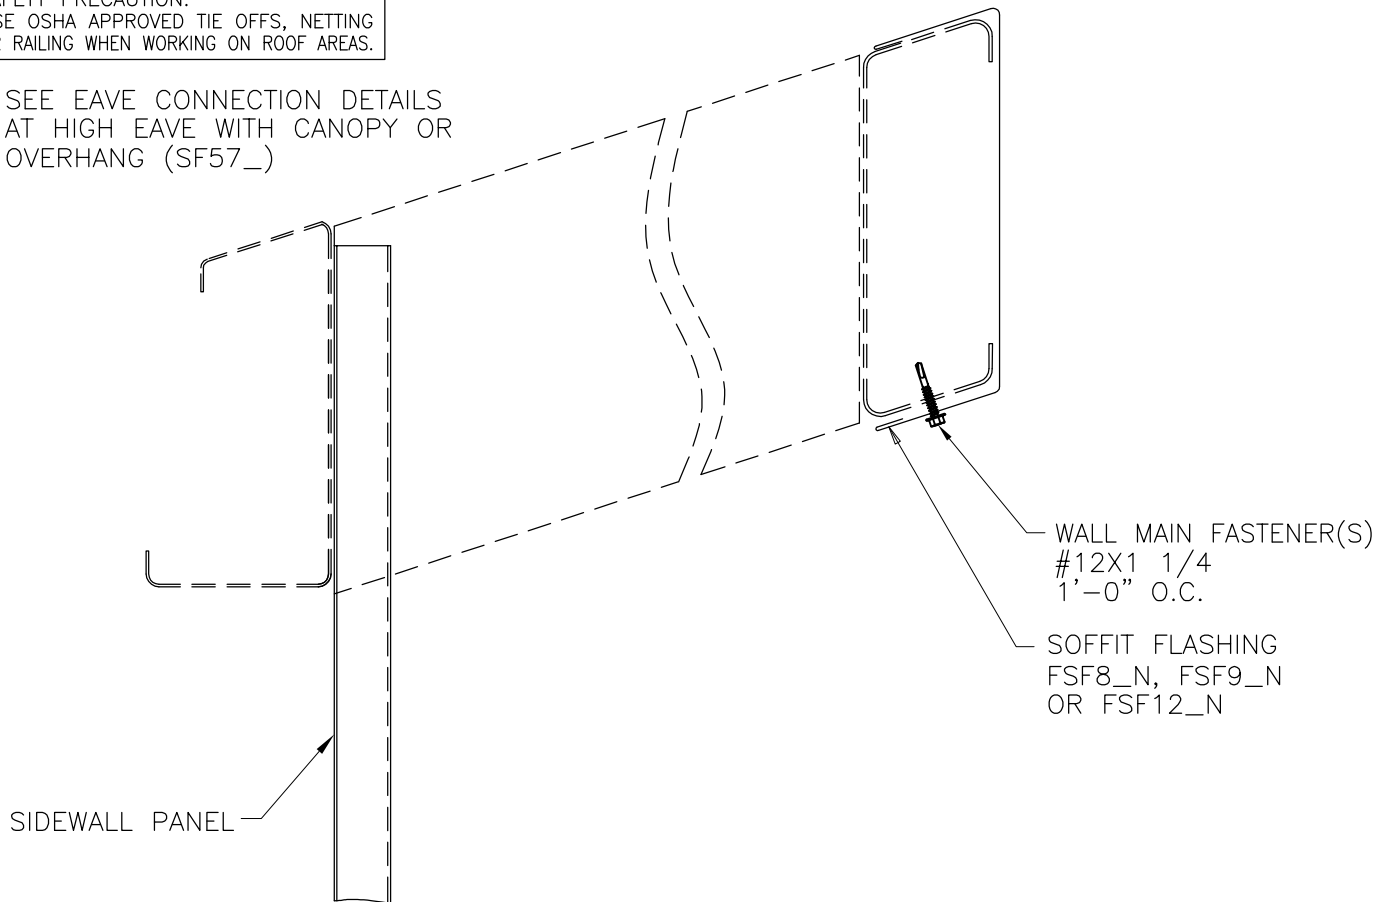 PRECAUTION:
OSHA APPROVED TIE OFFS, NETTING
RAILING WHEN WORKING ON ROOF AREAS.
SEE EAVE CONNECTION DETAILS
AT HIGH EAVE WITH CANOPY OR
OVERHANG (SF57_)
WALL MAIN FASTENER(S)
#12X1 1/4
1'-0" O.C.
SOFFIT FLASHING
FSF8_N, FSF9_N
OR FSF12_N
SIDEWALL PANEL